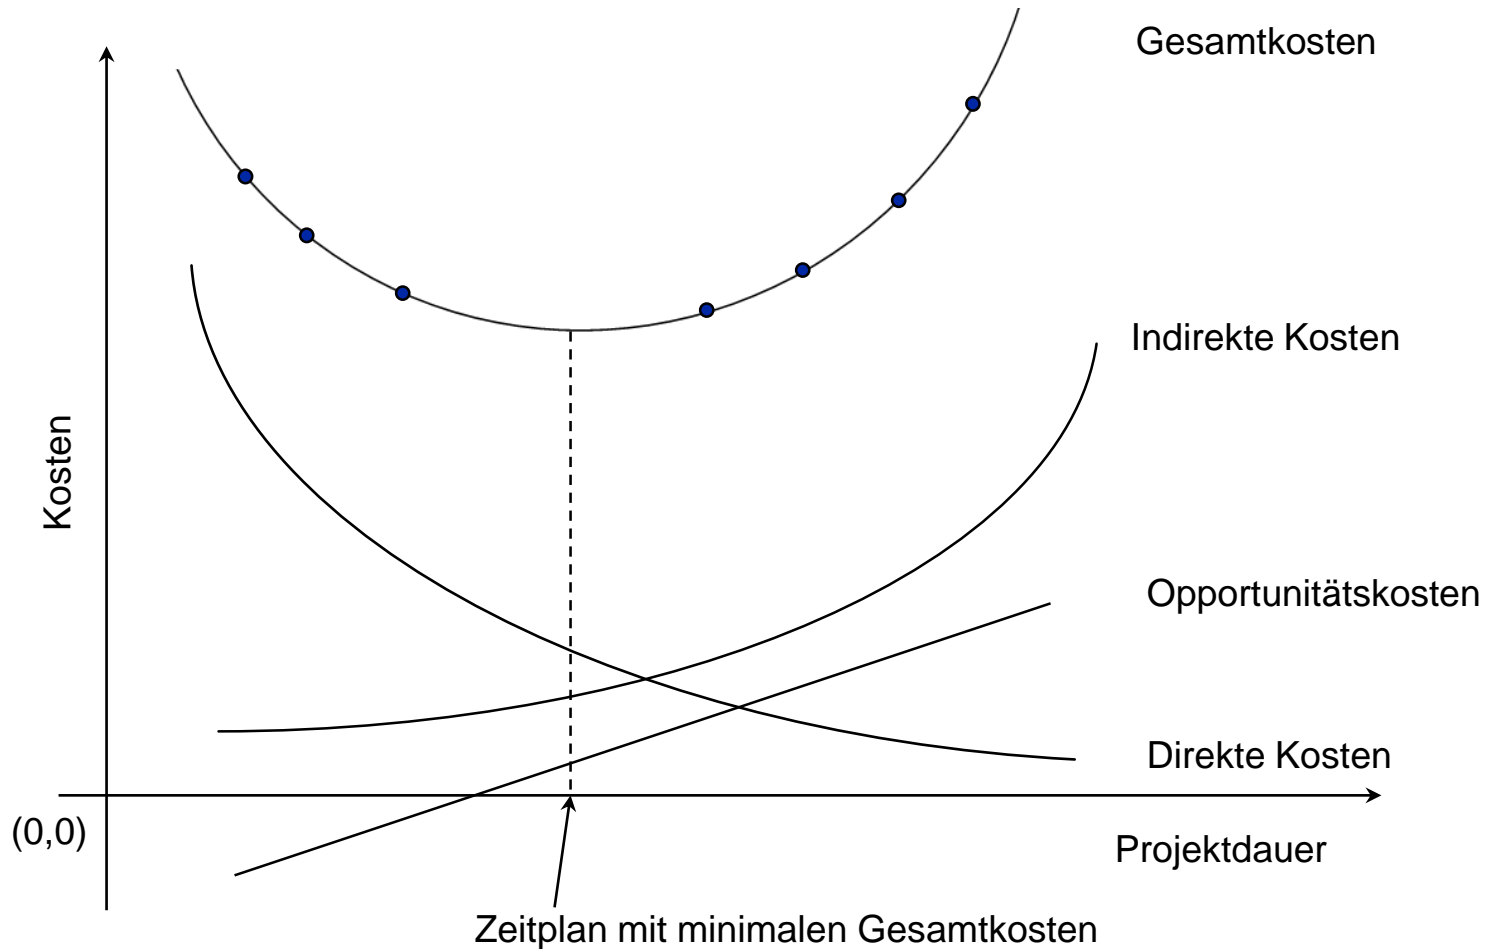 Gesamtkosten
Indirekte Kosten
Kosten
Opportunitätskosten
Direkte Kosten
(0,0)
Projektdauer
Zeitplan mit minimalen Gesamtkosten